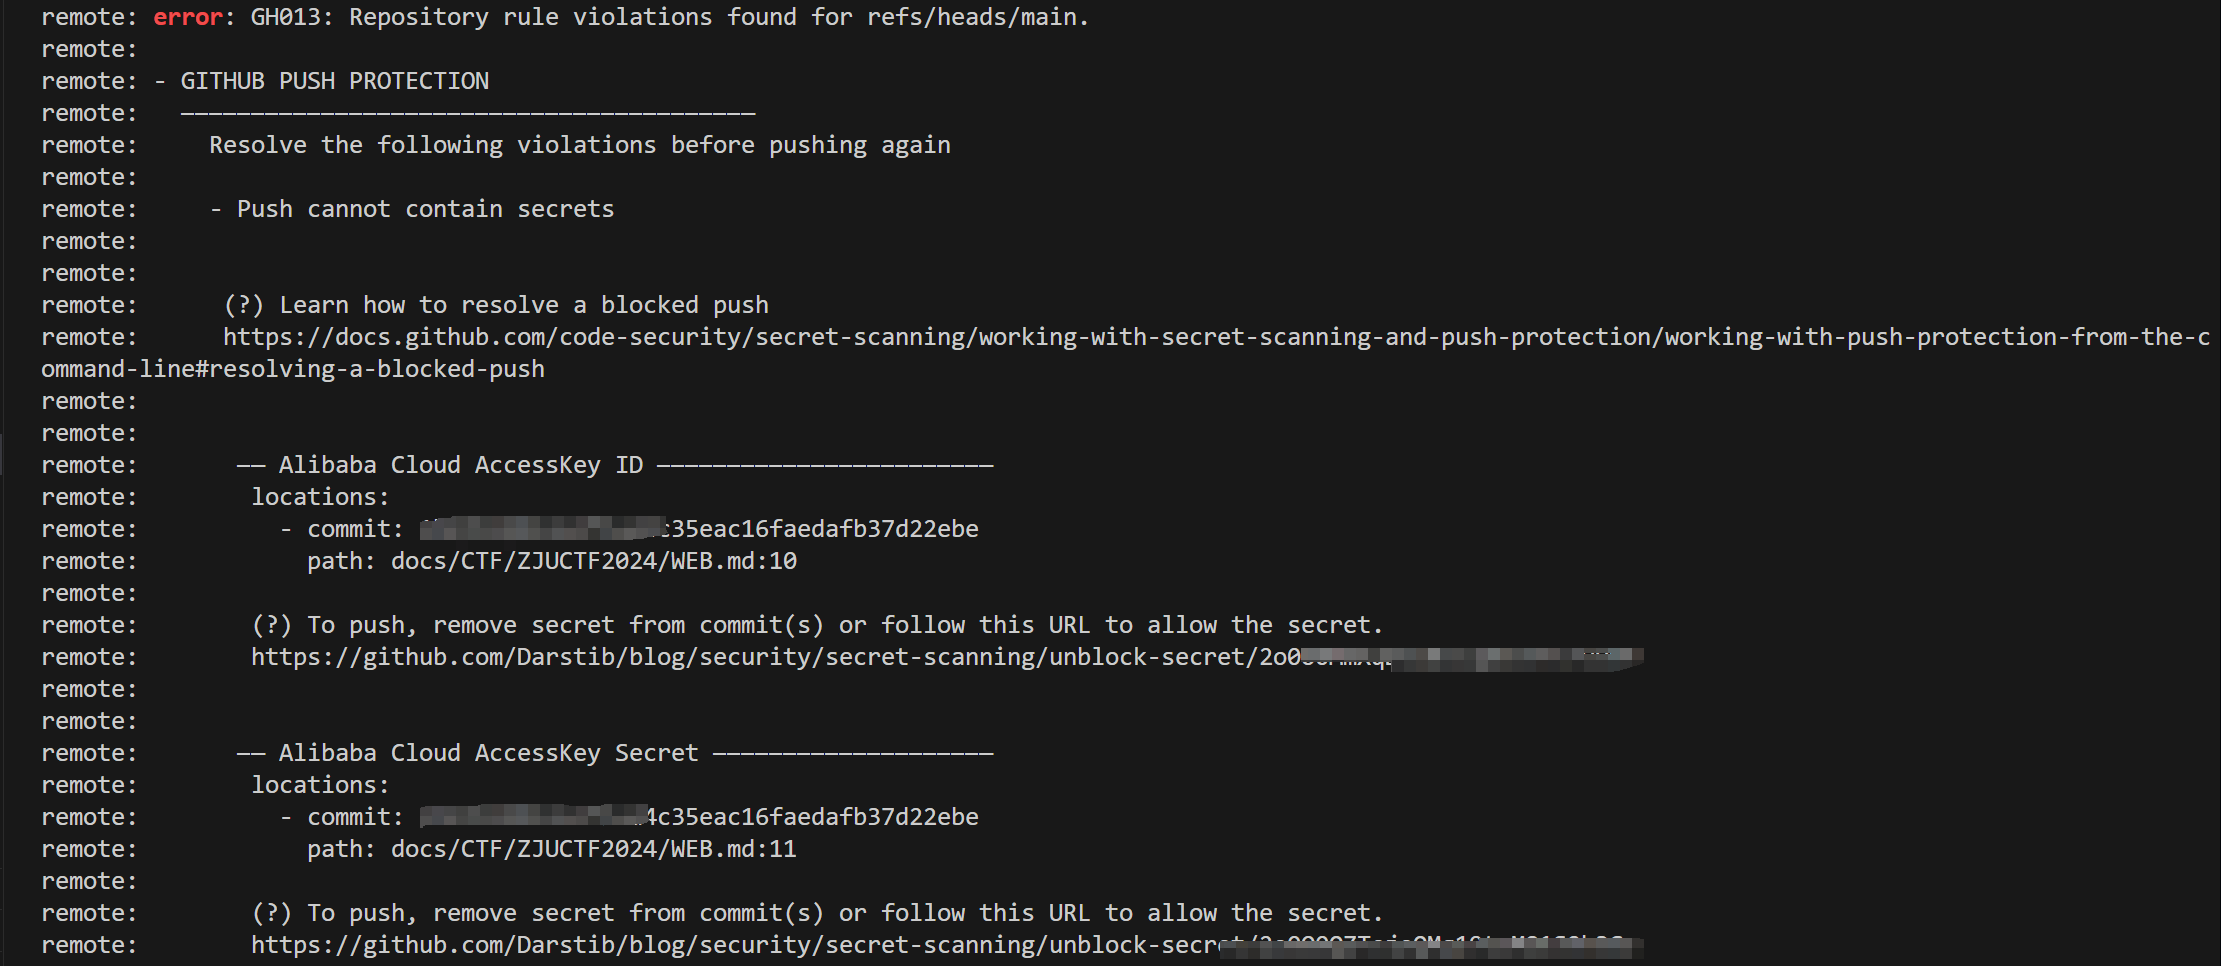 remote: error: GH013: Repository rule violations found for refs/heads/main.
remote:
remote: - GITHUB PUSH PROTECTION
remote:   —————————————————————————————————————————
remote:     Resolve the following violations before pushing again
remote:
remote:     - Push cannot contain secrets
remote:
remote:
remote:      (?) Learn how to resolve a blocked push
remote:      https://docs.github.com/code-security/secret-scanning/working-with-secret-scanning-and-push-protection/working-with-push-protection-from-the-c
ommand-line#resolving-a-blocked-push
remote:
remote:
remote:       —— Alibaba Cloud AccessKey ID ————————————————————————
remote:        locations:
remote:          - commit: c35eac16faedafb37d22ebe
remote:            path: docs/CTF/ZJUCTF2024/WEB.md:10
remote:
remote:        (?) To push, remove secret from commit(s) or follow this URL to allow the secret.
remote:        https://github.com/Darstib/blog/security/secret-scanning/unblock-secret/2o0
remote:
remote:
remote:       —— Alibaba Cloud AccessKey Secret ————————————————————
remote:        locations:
remote:          - commit: 4c35eac16faedafb37d22ebe
remote:            path: docs/CTF/ZJUCTF2024/WEB.md:11
remote:
remote:        (?) To push, remove secret from commit(s) or follow this URL to allow the secret.
remote:        https://github.com/Darstib/blog/security/secret-scanning/unblock-secr